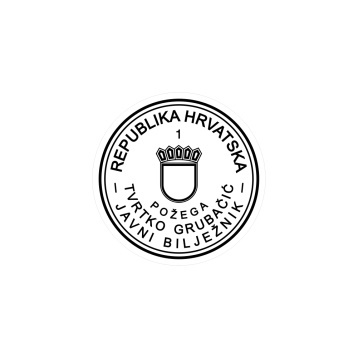 REPUBLIKA HRVATSKA
1
POŽEGA
TVRTKO GRUBAČIĆ
– JAVNI BILJEŽNIK –